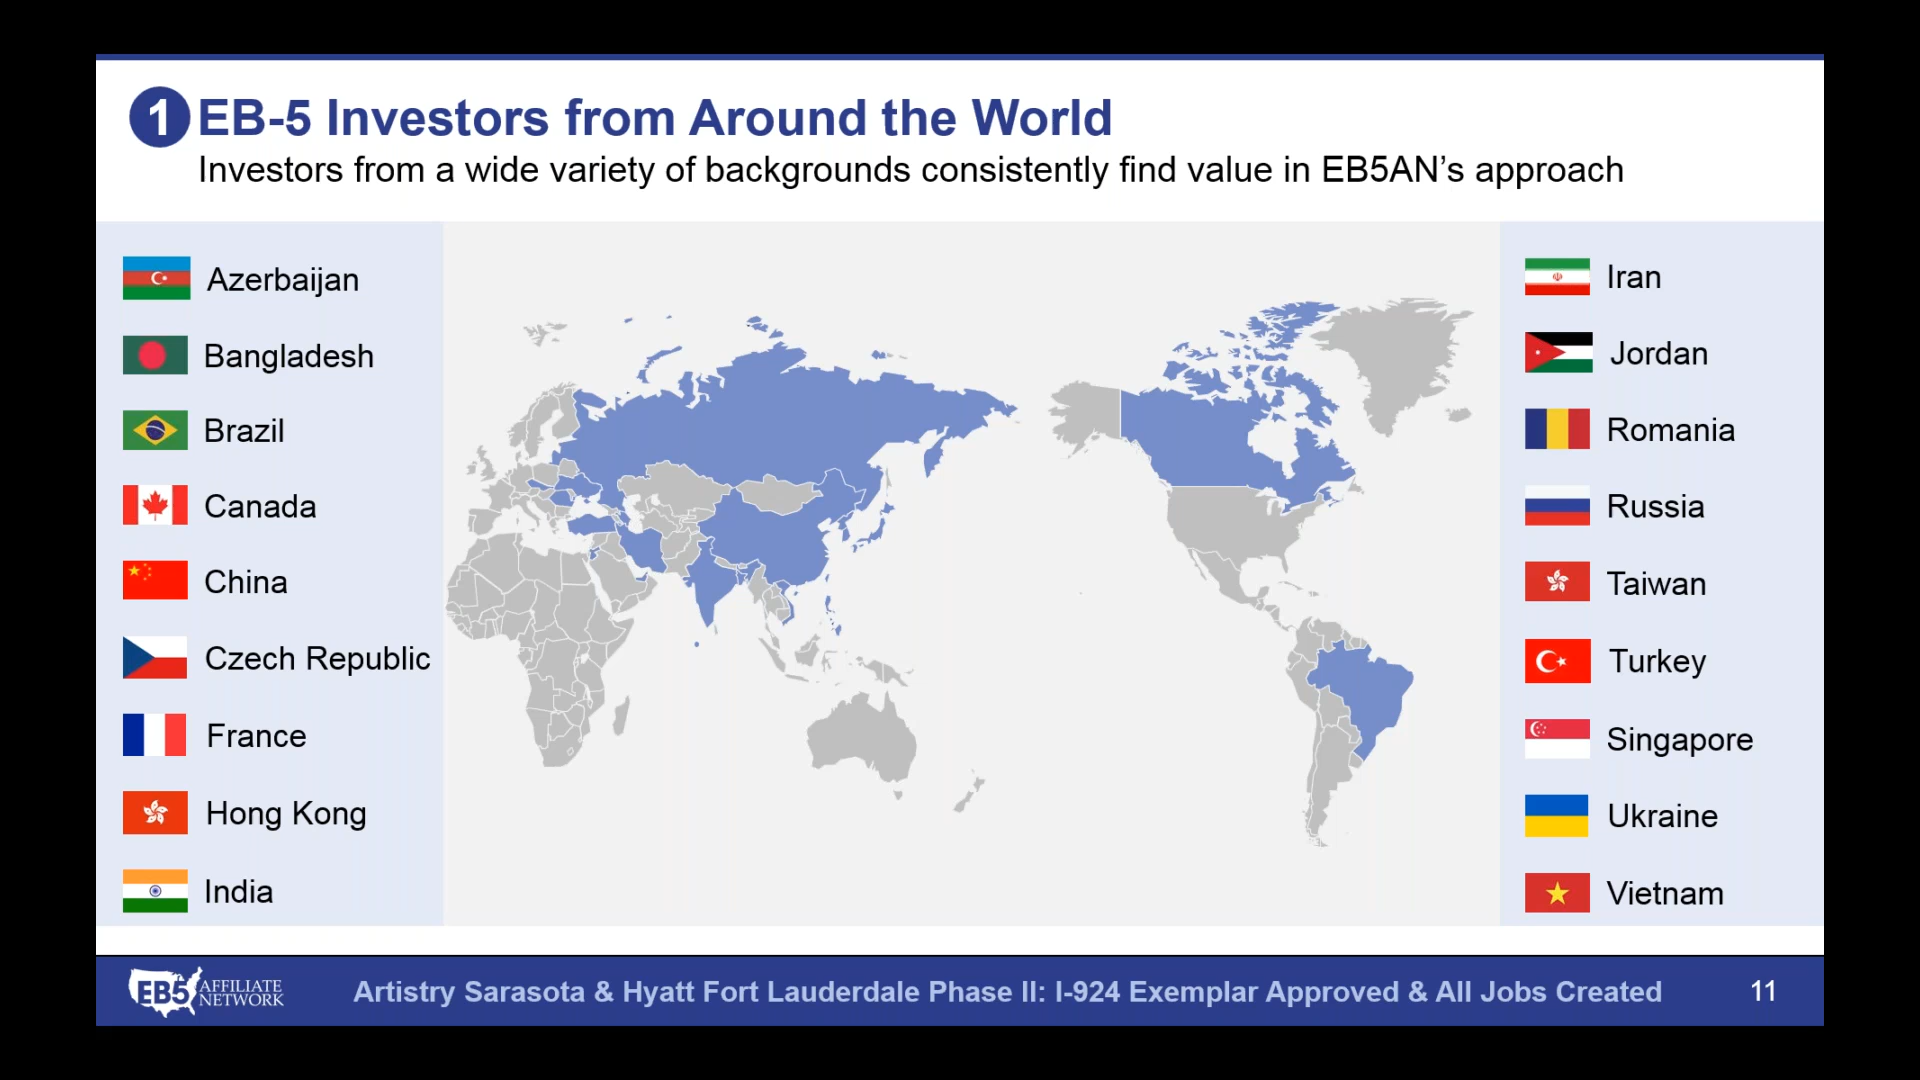 1 EB-5 Investors from Around the World
Investors from a wide variety of backgrounds consistently find value in EB5AN's approach
Azerbaijan
Bangladesh
Brazil
Canada
China
Czech Republic
France
Hong Kong
India
Iran
Jordan
Romania
Russia
Taiwan
Turkey
Singapore
Ukraine
Vietnam
EB5 AFFILIATE
NETWORK
Artistry Sarasota & Hyatt Fort Lauderdale Phase II: I-924 Exemplar Approved & All Jobs Created
11